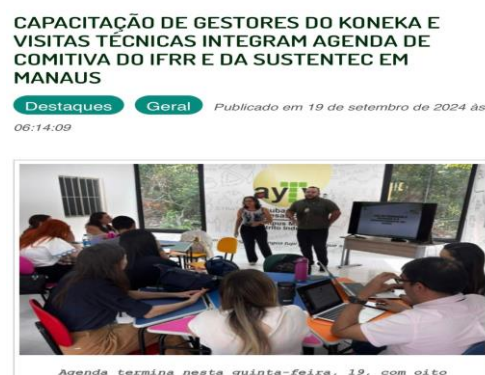 CAPACITAÇÃO DE GESTORES DO KONEKA E
VISITAS TÉCNICAS INTEGRAM AGENDA DE
COMITIVA DO IFRR E DA SUSTENTEC EM
MANAUS
Destaques Geral Publicado em 19 de setembro de 2024 às
06:14:09
ayty
Agenda termina nesta quinta-feira, 19, com oito